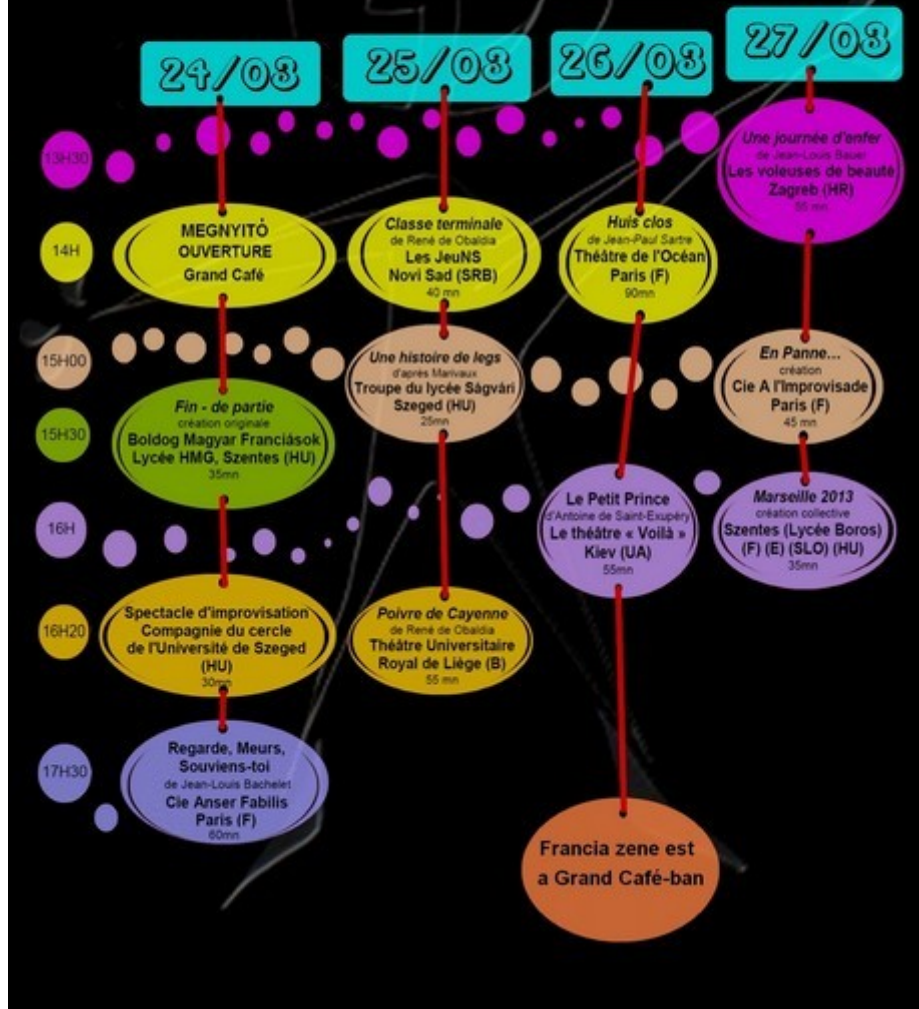 24/03
25/03
26/03
27/03
13H30
14H
15H00
15H30
16H
16H20
17H30
MEGNYITÓ
OUVERTURE
Grand Café
Fin - de partie
création originale
Boldog Magyar Franciások
Lycée HMG, Szentes (HU)
35mn
Spectacle d'improvisation
Compagnie du cercle
de l'Université de Szeged
(HU)
30mn
Regarde, Meurs,
Souviens-toi
de Jean-Louis Bachelet
Cie Anser Fabilis
Paris (F)
60mn
Classe terminale
de René de Obaldia
Les JeuNS
Novi Sad (SRB)
40 mn
Une histoire de legs
d'après Marivaux
Troupe du lycée Ságvári
Szeged (HU)
25mn
Poivre de Cayenne
de René de Obaldia
Théâtre Universitaire
Royal de Liège (B)
55 mn
Huis clos
de Jean-Paul Sartre
Théâtre de l'Océan
Paris (F)
90mn
Le Petit Prince
d'Antoine de Saint-Exupéry
Le théâtre « Voilà »
Kiev (UA)
55mn
Francia zene est
a Grand Café-ban
Une journée d'enfer
de Jean-Louis Bauer
Les voleuses de beauté
Zagreb (HR)
mn
En Panne...
création
Cie A l'Improvisade
Paris (F)
45 mn
Marseille 2013
création collective
Szentes (Lycée Boros)
(F) (E) (SLO) (HU)
35mn